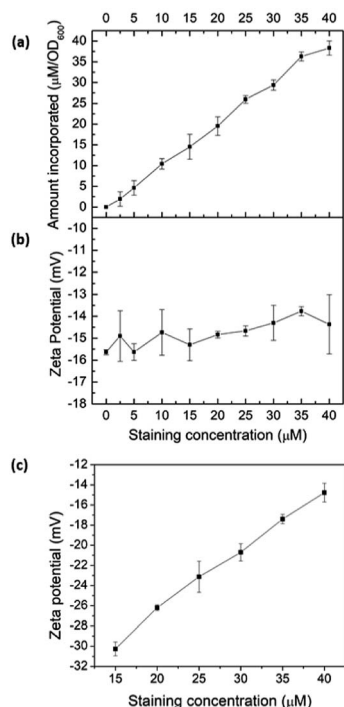 0 5 10 15 20 25 30 35 40
(a)
Amount incorporated (μM/OD600)
40
35
30
25
20
15
10
5
0
(b)
Zeta Potential (mV)
-10
-11
-12
-13
-14
-15
-16
-17
-18
0 5 10 15 20 25 30 35 40
Staining concentration (μM)
(c)
Zeta potential (mV)
-12
-14
-16
-18
-20
-22
-24
-26
-28
-30
-32
15 20 25 30 35 40
Staining concentration (μM)